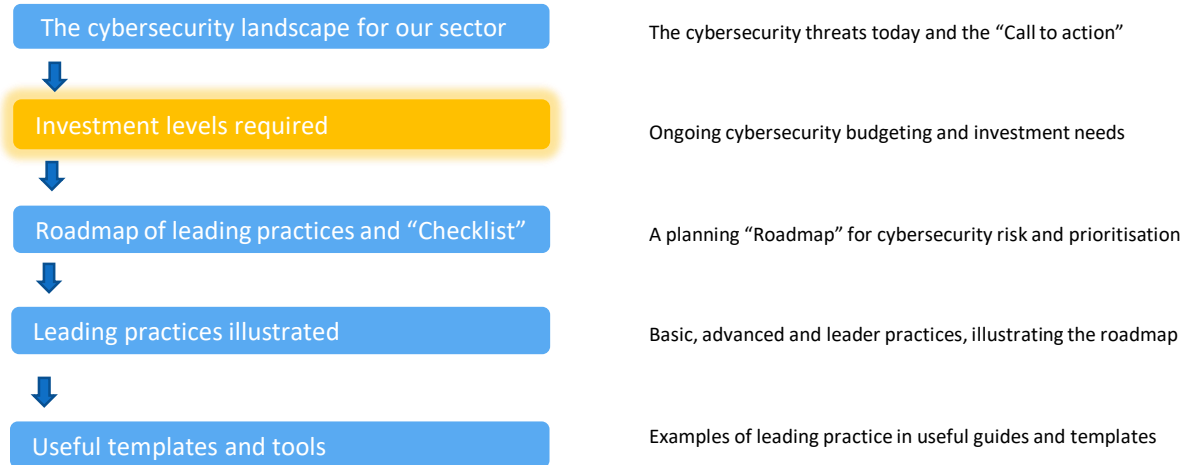 The cybersecurity landscape for our sector
The cybersecurity threats today and the “Call to action”
Investment levels required
Ongoing cybersecurity budgeting and investment needs
Roadmap of leading practices and “Checklist”
A planning “Roadmap” for cybersecurity risk and prioritisation
Leading practices illustrated
Basic, advanced and leader practices, illustrating the roadmap
Useful templates and tools
Examples of leading practice in useful guides and templates